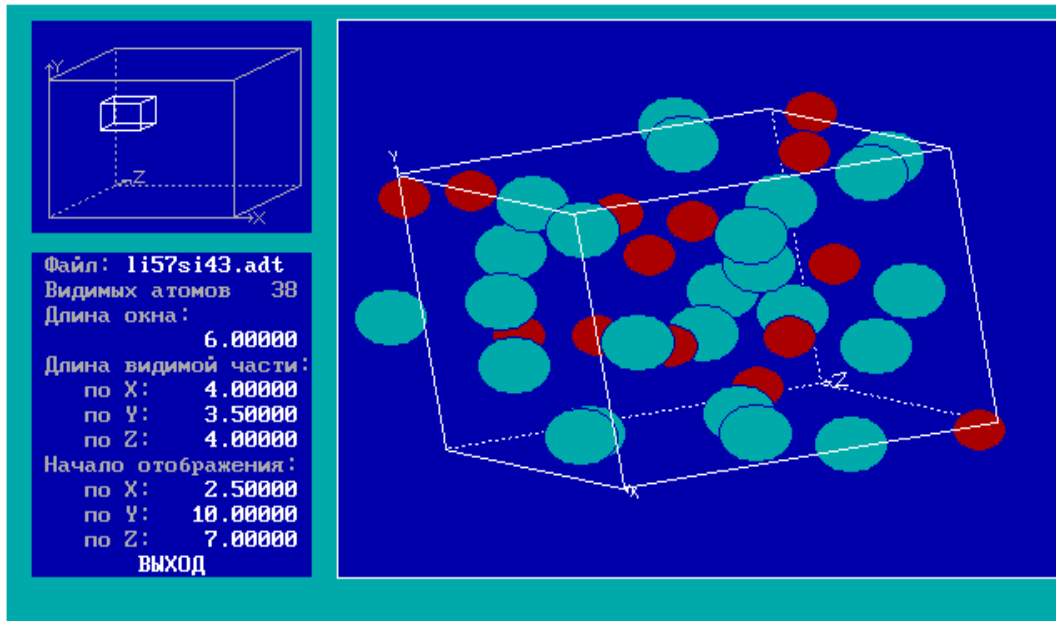 Y
Z
X
Файл: li57si43.adt
Видимых атомов 38
Длина окна:
6.00000
Длина видимой части:
по X: 4.00000
по Y: 3.50000
по Z: 4.00000
Начало отображения:
по X: 2.50000
по Y: 10.00000
по Z: 7.00000
ВЫХОД
Y
Z
X